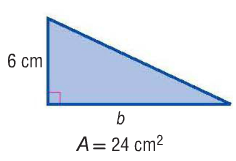 6 cm
b
A = 24 cm²